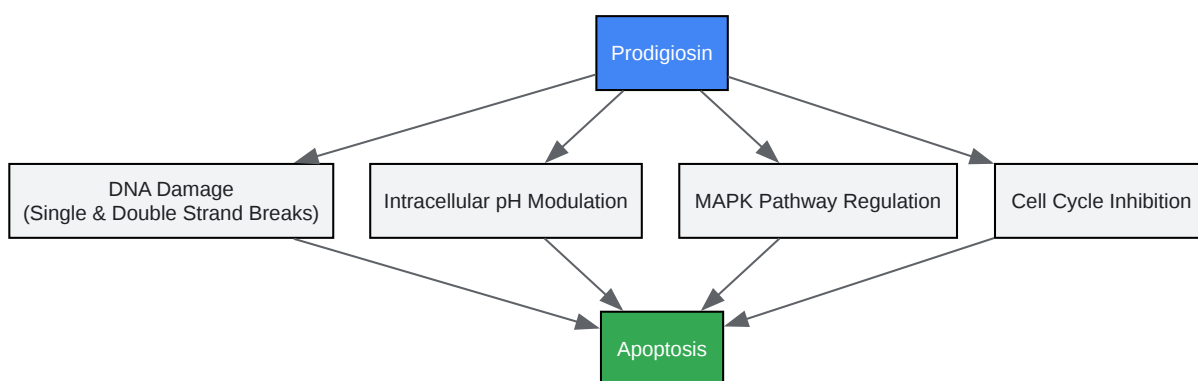 Prodigiosin
DNA Damage
(Single & Double Strand Breaks)
Intracellular pH Modulation
MAPK Pathway Regulation
Cell Cycle Inhibition
Apoptosis